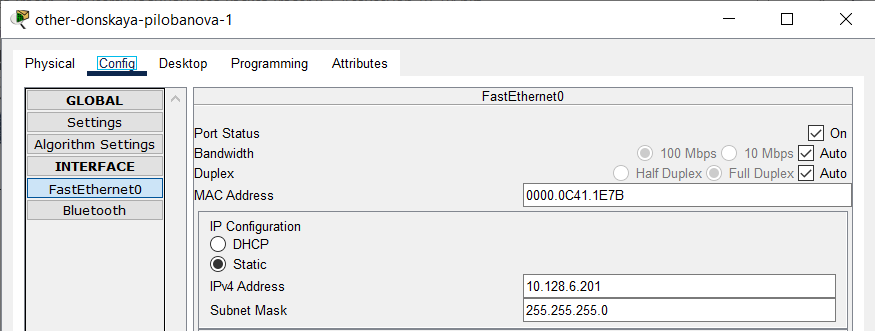 other-donskaya-pilobanova-1
Physical Config Desktop Programming Attributes
GLOBAL
Settings
Algorithm Settings
INTERFACE
FastEthernet0
Bluetooth
FastEthernet0
Port Status On
Bandwidth 100 Mbps 10 Mbps Auto
Duplex Half Duplex Full Duplex Auto
MAC Address 0000.0C41.1E7B
IP Configuration
DHCP
Static
IPv4 Address 10.128.6.201
Subnet Mask 255.255.255.0